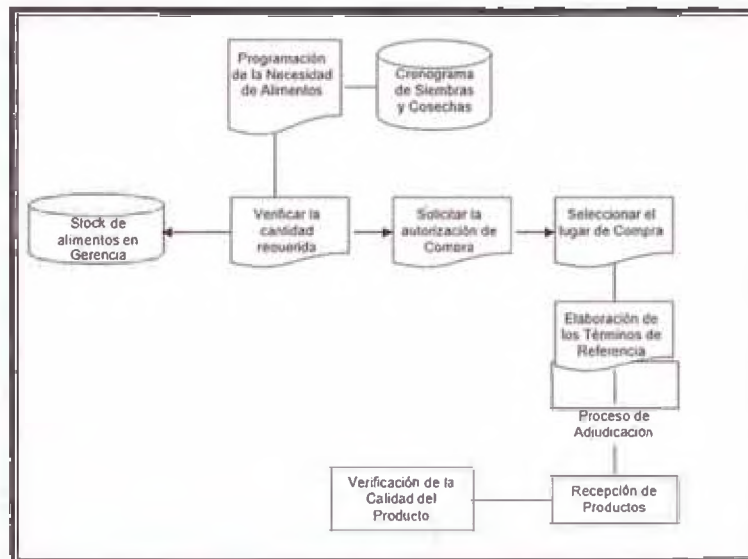 Programación
de la Necesidad
de Alimentos
Cronograma
de Siembras
y Cosechas
Stock de
alimentos en
Gerencia
Verificar la
cantidad
requerida
Solicitar la
autorización de
Compra
Seleccionar el
lugar de Compra
Elaboración de
los Términos de
Referencia
Proceso de
Adjudicación
Verificación de la
Calidad del
Producto
Recepción de
Productos